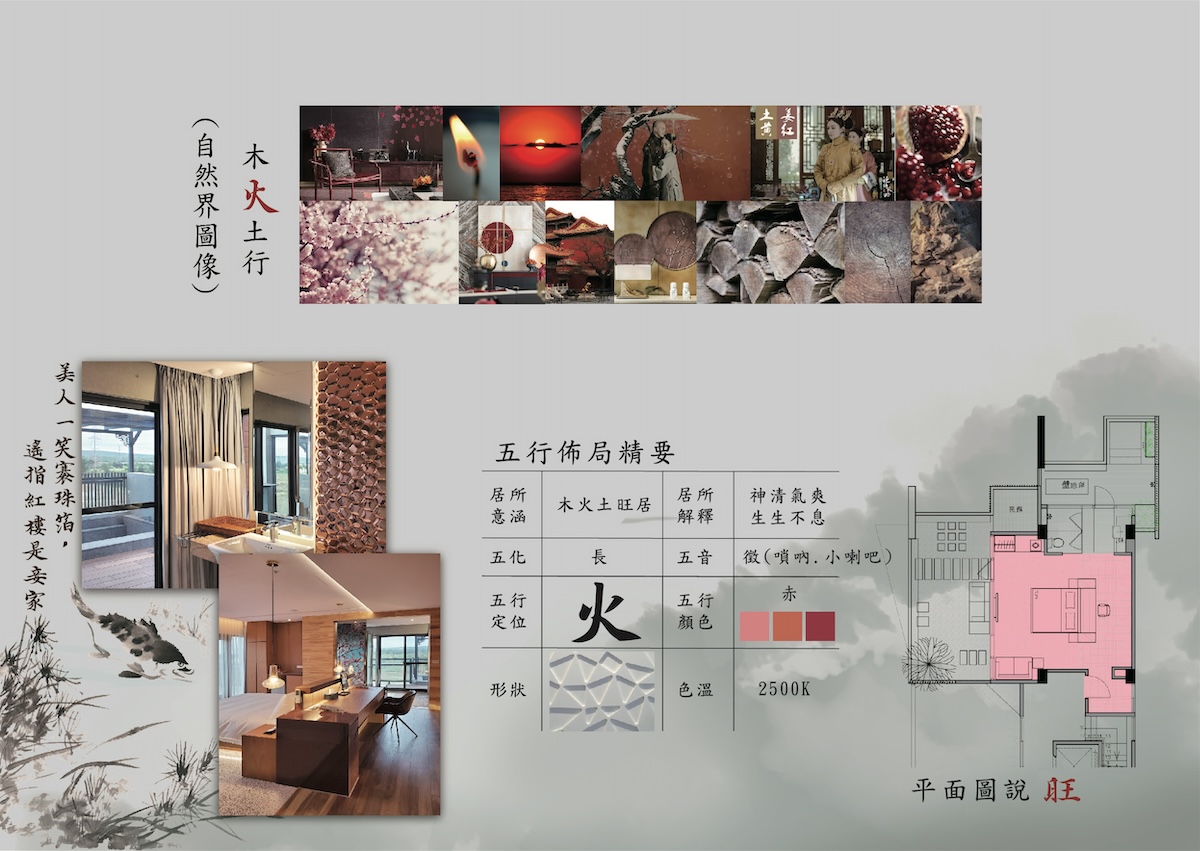 木火土行
(自然界圖像)
姜紅
土黃
美人一笑褰珠箔,
遙指紅樓是妾家
五行佈局精要
居所意涵
木火土旺居
居所解釋
神清氣爽
生生不息
五化
長
五音
徵(嗩吶.小喇吧)
五行定位
火
五行顏色
赤
形狀
色溫
2500K
平面圖說 旺